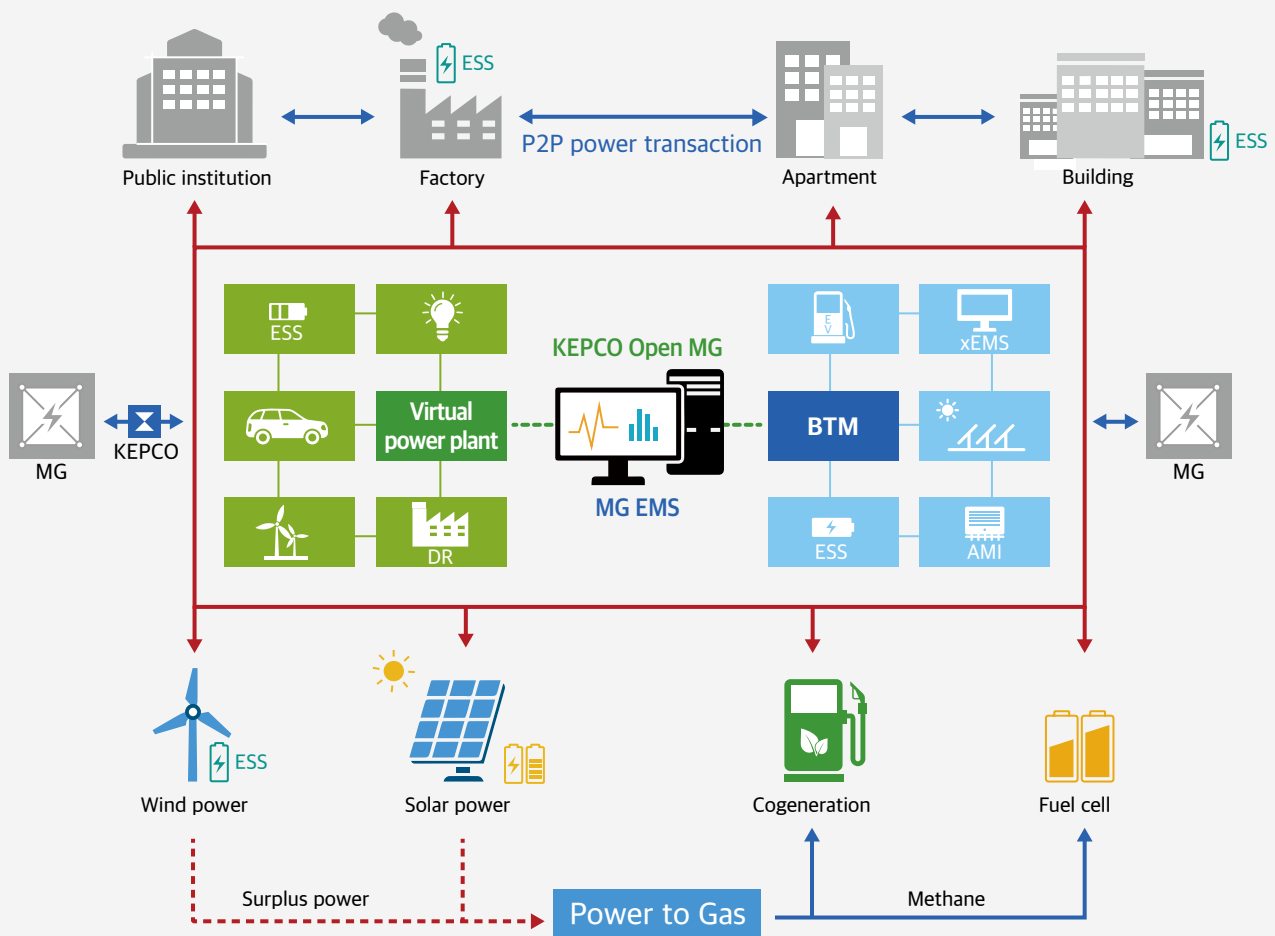 ESS
P2P power transaction
ESS
Public institution
Factory
Apartment
Building
ESS
KEPCO Open MG
EV
xEMS
Virtual
power plant
BTM
MG
KEPCO
MG EMS
MG
DR
ESS
AMI
ESS
Wind power
Solar power
Cogeneration
Fuel cell
Surplus power
Power to Gas
Methane